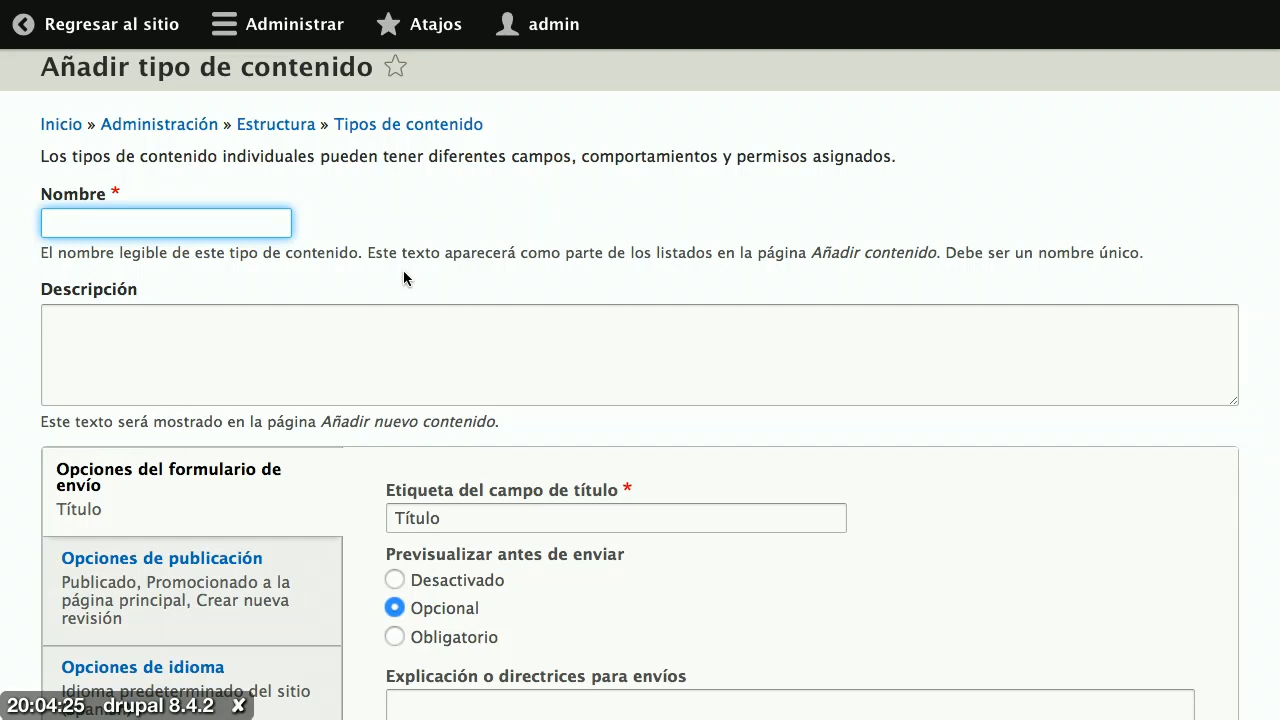 Regresar al sitio Administrar Atajos admin
Añadir tipo de contenido
Inicio » Administración » Estructura » Tipos de contenido
Los tipos de contenido individuales pueden tener diferentes campos, comportamientos y permisos asignados.
Nombre *
El nombre legible de este tipo de contenido. Este texto aparecerá como parte de los listados en la página Añadir contenido. Debe ser un nombre único.
Descripción
Este texto será mostrado en la página Añadir nuevo contenido.
Opciones del formulario de
envío
Título
Opciones de publicación
Publicado, Promocionado a la
página principal, Crear nueva
revisión
Opciones de idioma
Idioma predeterminado del sitio
Etiqueta del campo de título *
Título
Previsualizar antes de enviar
Desactivado
Opcional
Obligatorio
Explicación o directrices para envíos
20:04:25 drupal 8.4.2 ✘